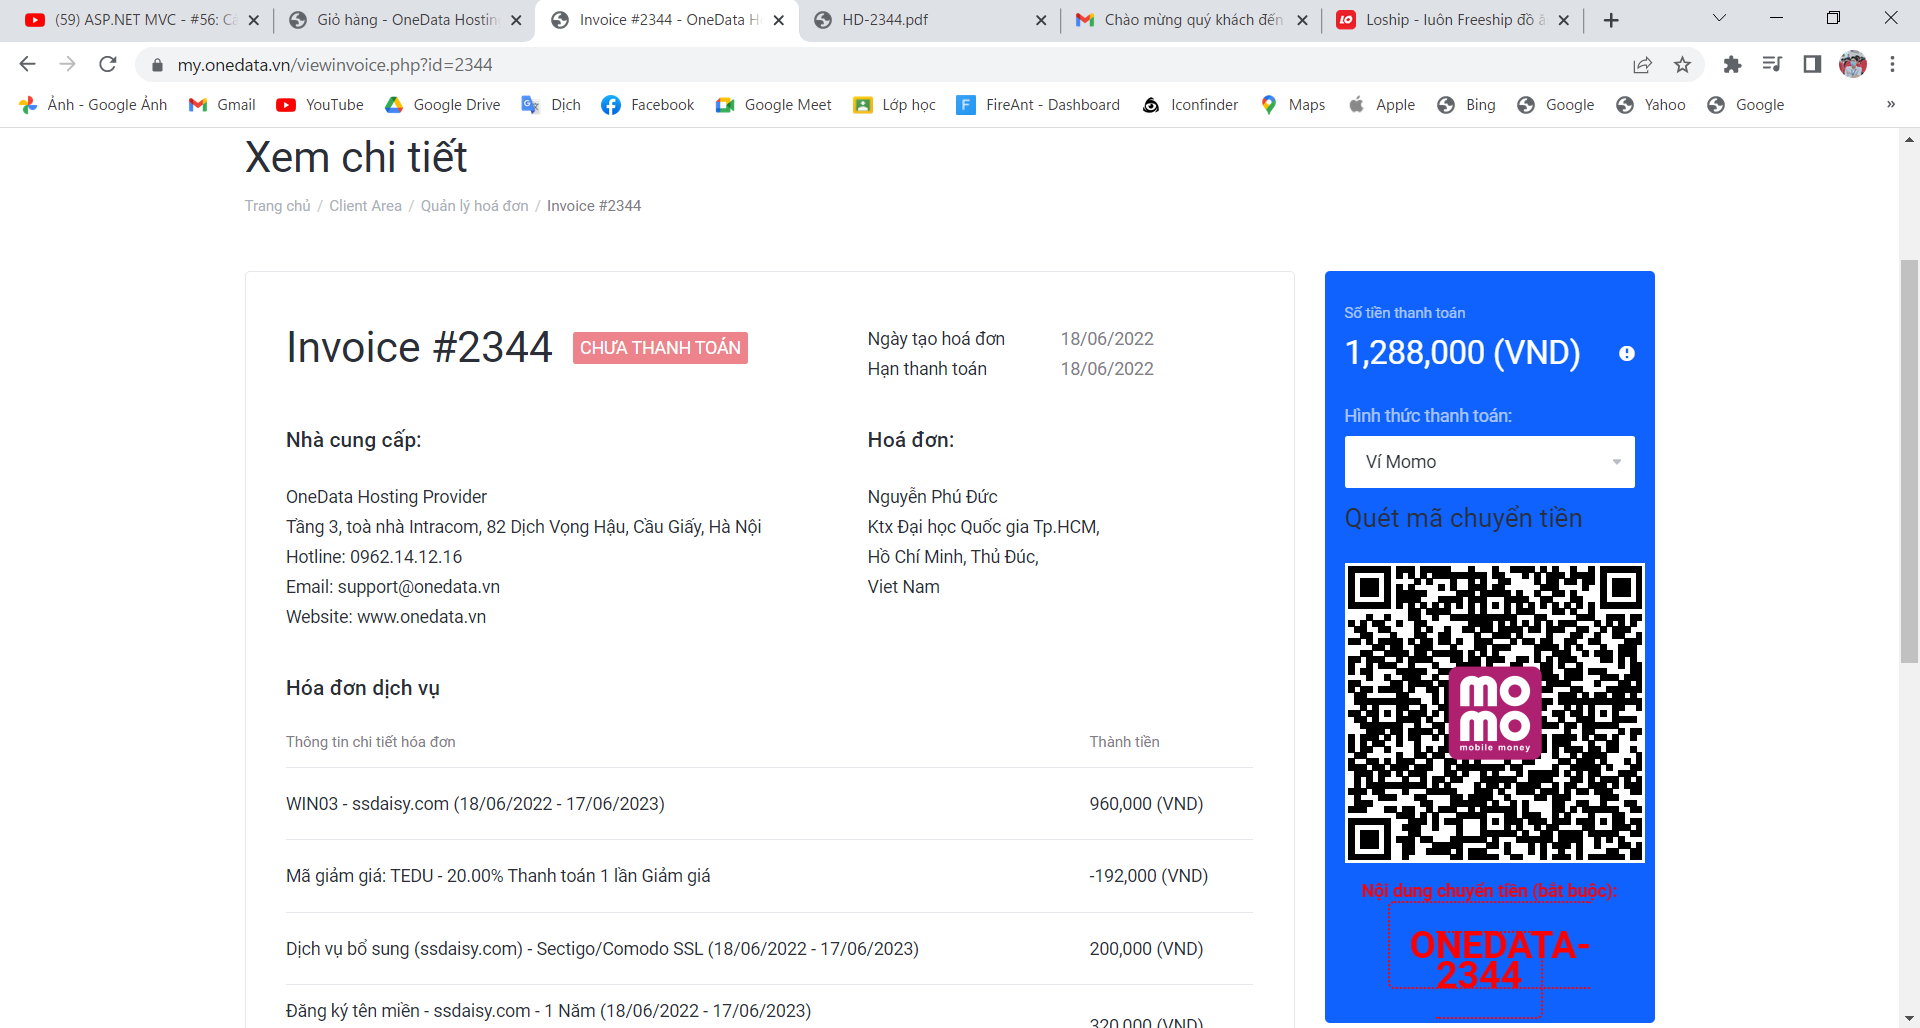 (59) ASP.NET MVC - #56: Că
Giỏ hàng - OneData Hostin
Invoice #2344 - OneData H
HD-2344.pdf
Chào mừng quý khách đến
LO
Loship - luôn Freeship đồ ă
my.onedata.vn/viewinvoice.php?id=2344
Ảnh - Google Ảnh
Gmail
YouTube
Google Drive
Dịch
Facebook
Google Meet
Lớp học
F
FireAnt - Dashboard
Iconfinder
Maps
Apple
Bing
Google
Yahoo
Google
»
Xem chi tiết
Trang chủ / Client Area / Quản lý hoá đơn / Invoice #2344
Invoice #2344
CHƯA THANH TOÁN
Ngày tạo hoá đơn 18/06/2022
Hạn thanh toán 18/06/2022
Nhà cung cấp:
OneData Hosting Provider
Tầng 3, toà nhà Intracom, 82 Dịch Vọng Hậu, Cầu Giấy, Hà Nội
Hotline: 0962.14.12.16
Email: support@onedata.vn
Website: www.onedata.vn
Hoá đơn:
Nguyễn Phú Đức
Ktx Đại học Quốc gia Tp.HCM,
Hồ Chí Minh, Thủ Đúc,
Viet Nam
Hóa đơn dịch vụ
Thông tin chi tiết hóa đơn Thành tiền
WIN03 - ssdaisy.com (18/06/2022 - 17/06/2023) 960,000 (VND)
Mã giảm giá: TEDU - 20.00% Thanh toán 1 lần Giảm giá -192,000 (VND)
Dịch vụ bổ sung (ssdaisy.com) - Sectigo/Comodo SSL (18/06/2022 - 17/06/2023) 200,000 (VND)
Đăng ký tên miền - ssdaisy.com - 1 Năm (18/06/2022 - 17/06/2023)
320,000 (VND)
Số tiền thanh toán
1,288,000 (VND)
Hình thức thanh toán:
Ví Momo
Quét mã chuyển tiền
mo
mo
mobile money
Nội dung chuyển tiền (bắt buộc):
ONEDATA-
2344